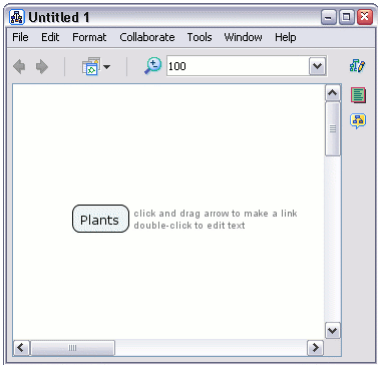 Untitled 1
File Edit Format Collaborate Tools Window Help
100
Plants
click and drag arrow to make a link
double-click to edit text